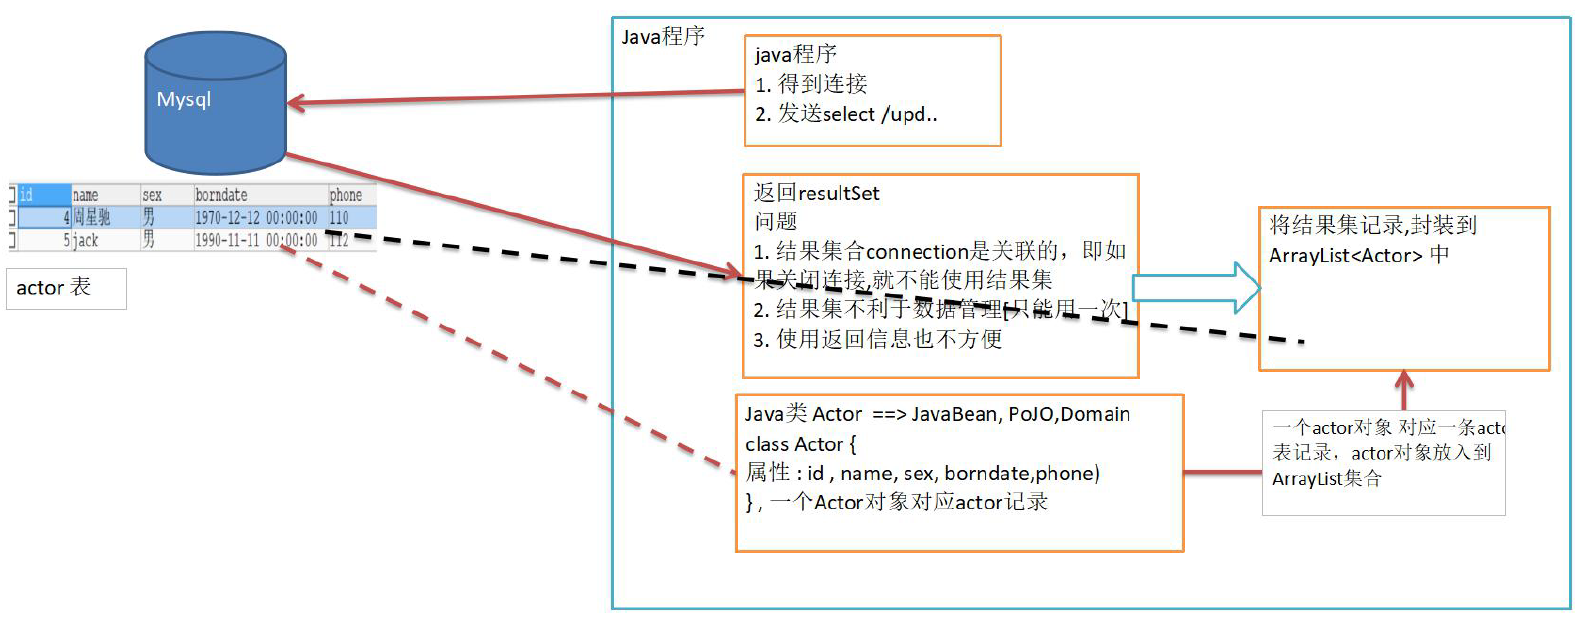 Java程序
java程序
1. 得到连接
2. 发送select /upd..
Mysql
id name sex borndate phone
4 周星驰 男 1970-12-12 00:00:00 110
5 jack 男 1990-11-11 00:00:00 112
actor 表
返回resultSet
问题
1. 结果集合connection是关联的，即如
果关闭连接,就不能使用结果集
2. 结果集不利于数据管理[只能用一次]
3. 使用返回信息也不方便
将结果集记录,封装到
ArrayList<Actor> 中
Java类 Actor ==> JavaBean, PoJO,Domain
class Actor {
属性 : id , name, sex, borndate,phone)
} , 一个Actor对象对应actor记录
一个actor对象 对应一条acto
表记录，actor对象放入到
ArrayList集合